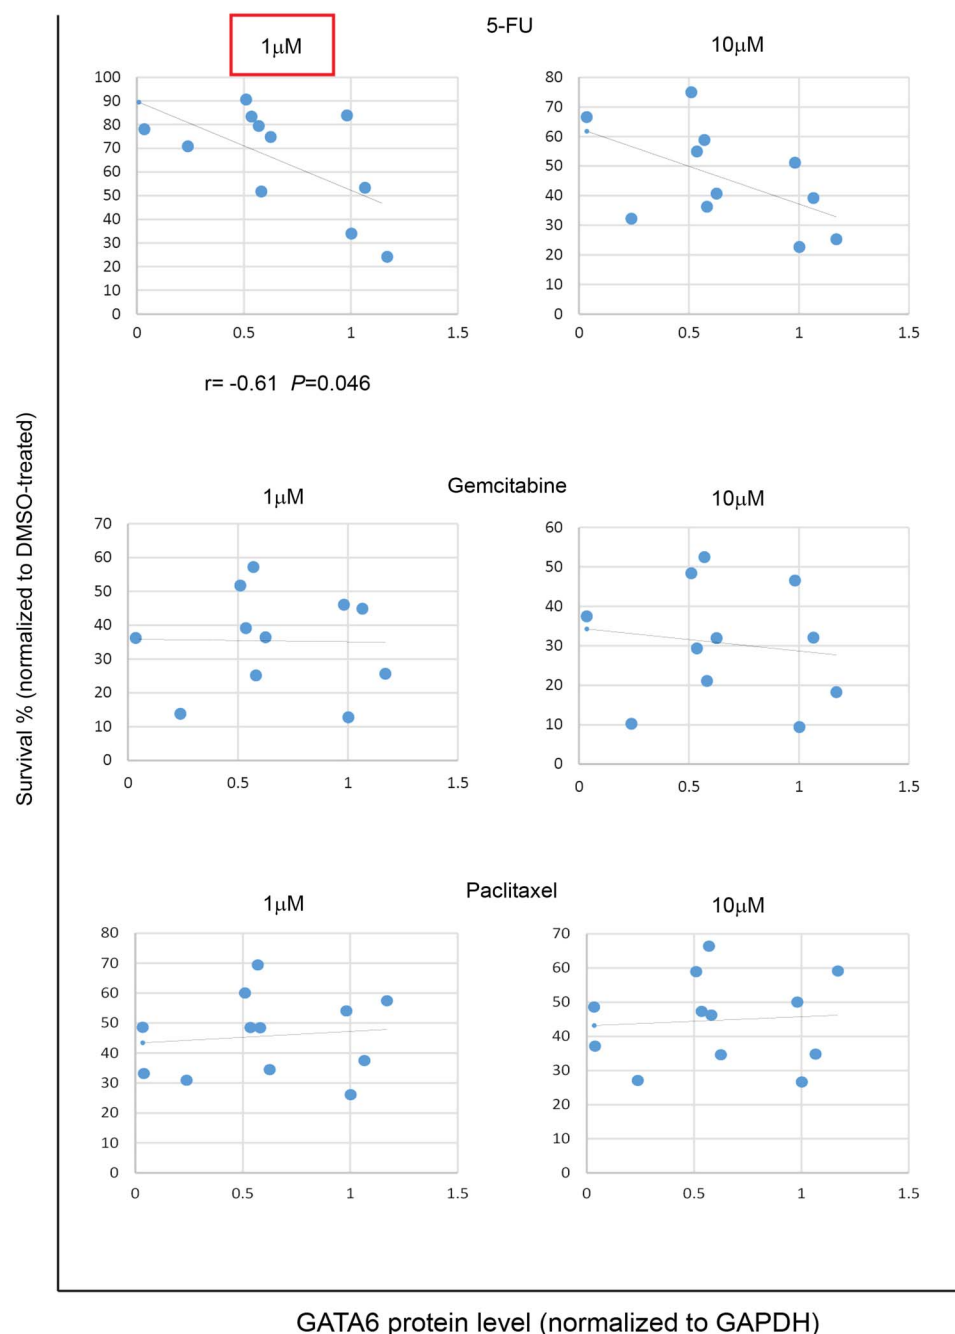 5-FU
1µM
10µM
100
90
80
70
60
50
40
30
20
10
0
0 0.5 1 1.5
80
70
60
50
40
30
20
10
0
0 0.5 1 1.5
r= -0.61 P=0.046
Gemcitabine
1µM
10µM
70
60
50
40
30
20
10
0
0 0.5 1 1.5
60
50
40
30
20
10
0
0 0.5 1 1.5
Paclitaxel
1µM
10µM
80
70
60
50
40
30
20
10
0
0 0.5 1 1.5
70
60
50
40
30
20
10
0
0 0.5 1 1.5
Survival % (normalized to DMSO-treated)
GATA6 protein level (normalized to GAPDH)